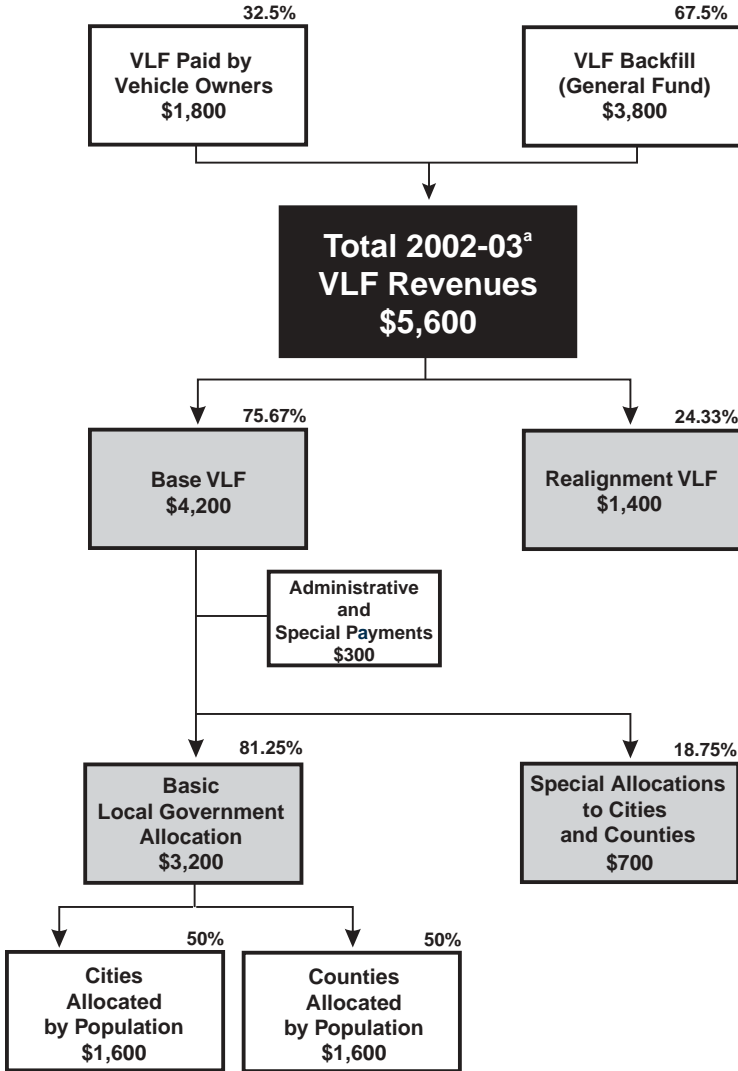 32.5%
67.5%
VLF Paid by
Vehicle Owners
$1,800
VLF Backfill
(General Fund)
$3,800
Total 2002-03ᵃ
VLF Revenues
$5,600
75.67%
24.33%
Base VLF
$4,200
Realignment VLF
$1,400
Administrative
and
Special Payments
$300
81.25%
18.75%
Basic
Local Government
Allocation
$3,200
Special Allocations
to Cities
and Counties
$700
50%
50%
Cities
Allocated
by Population
$1,600
Counties
Allocated
by Population
$1,600